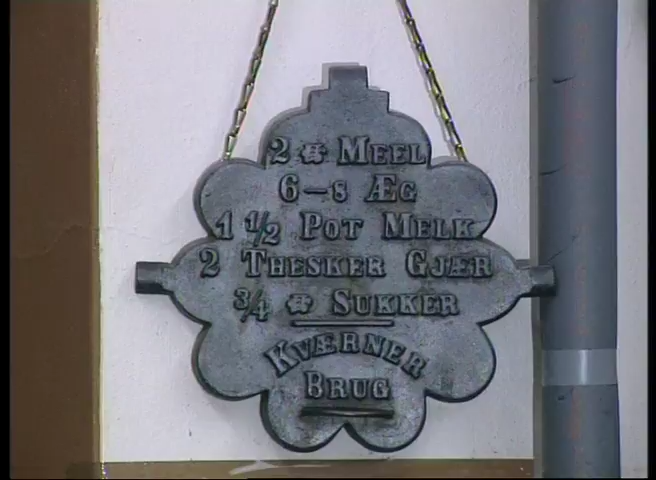 2 ℔ MEEL
6–8 ÆG
1 1/2 POT MELK
2 THESKER GJÆR
3/4 ℔ SUKKER
KVÆRNER
BRUG